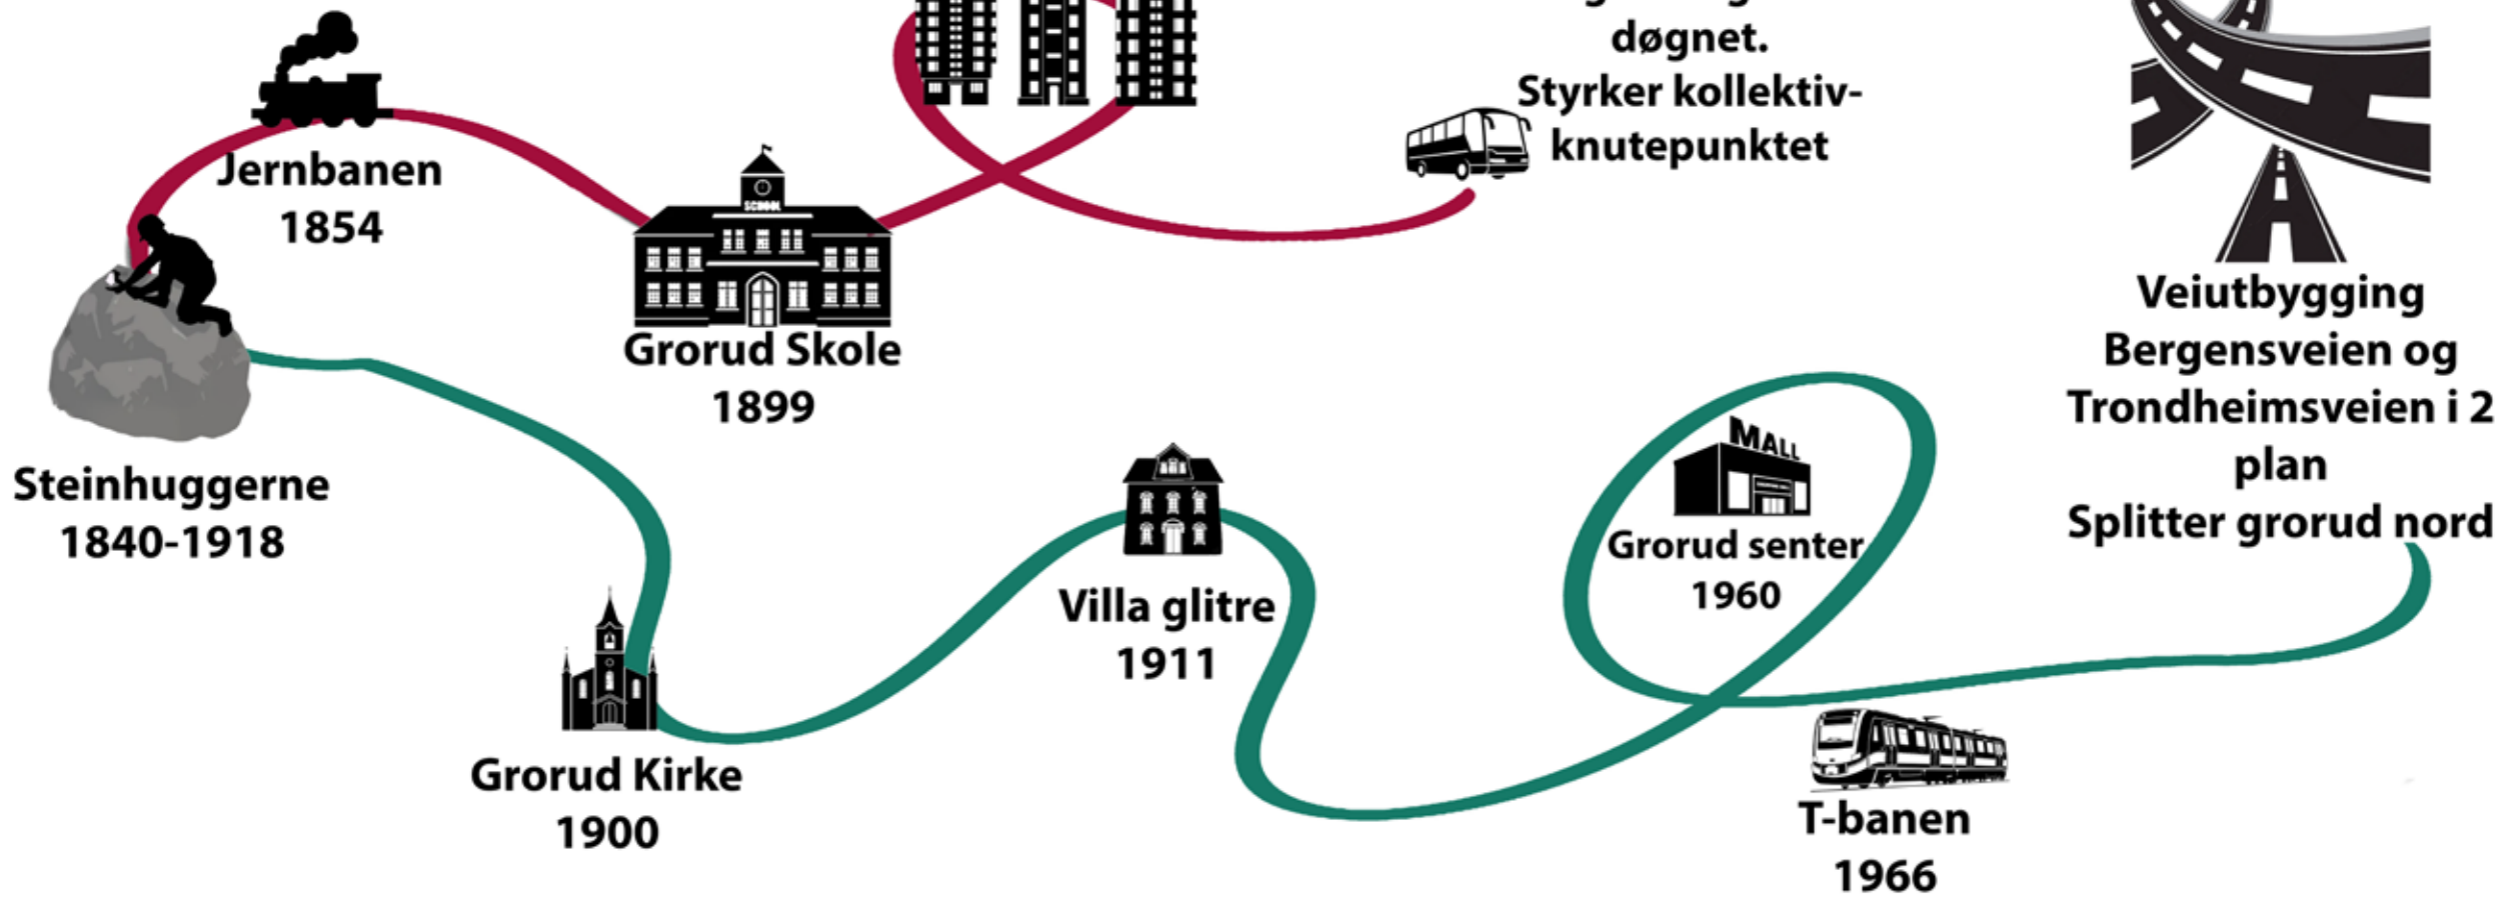 døgnet.
Styrker kollektiv-
knutepunktet
Jernbanen
1854
SCHOOL
Grorud Skole
1899
Veiutbygging
Bergensveien og
Trondheimsveien i 2
plan
Splitter grorud nord
Steinhuggerne
1840-1918
MALL
Grorud senter
1960
Villa glitre
1911
Grorud Kirke
1900
T-banen
1966